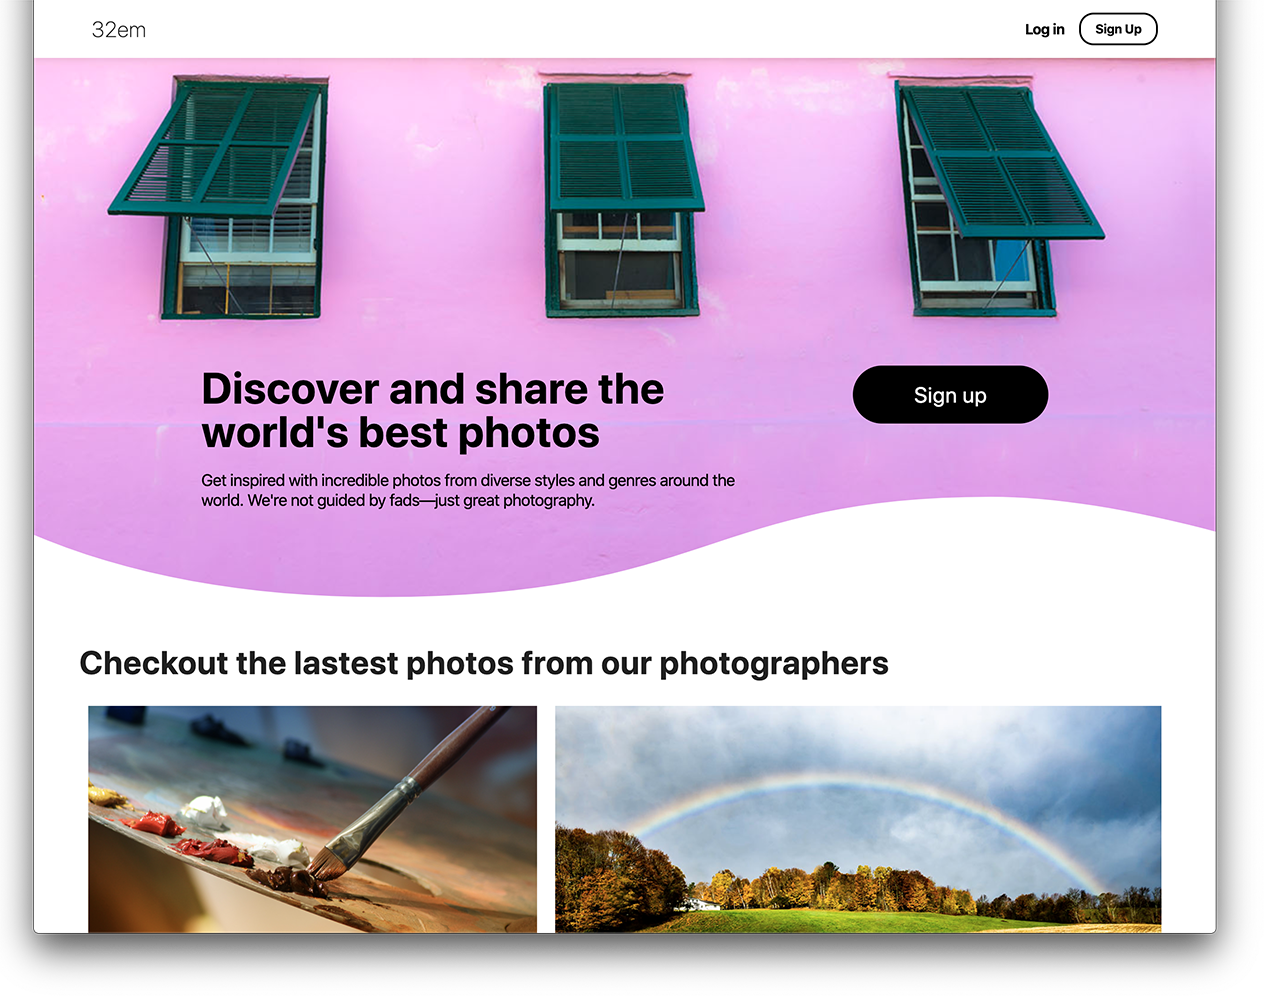 32em
Log in
Sign Up
Discover and share the
world's best photos
Sign up
Get inspired with incredible photos from diverse styles and genres around the
world. We're not guided by fads—just great photography.
Checkout the lastest photos from our photographers